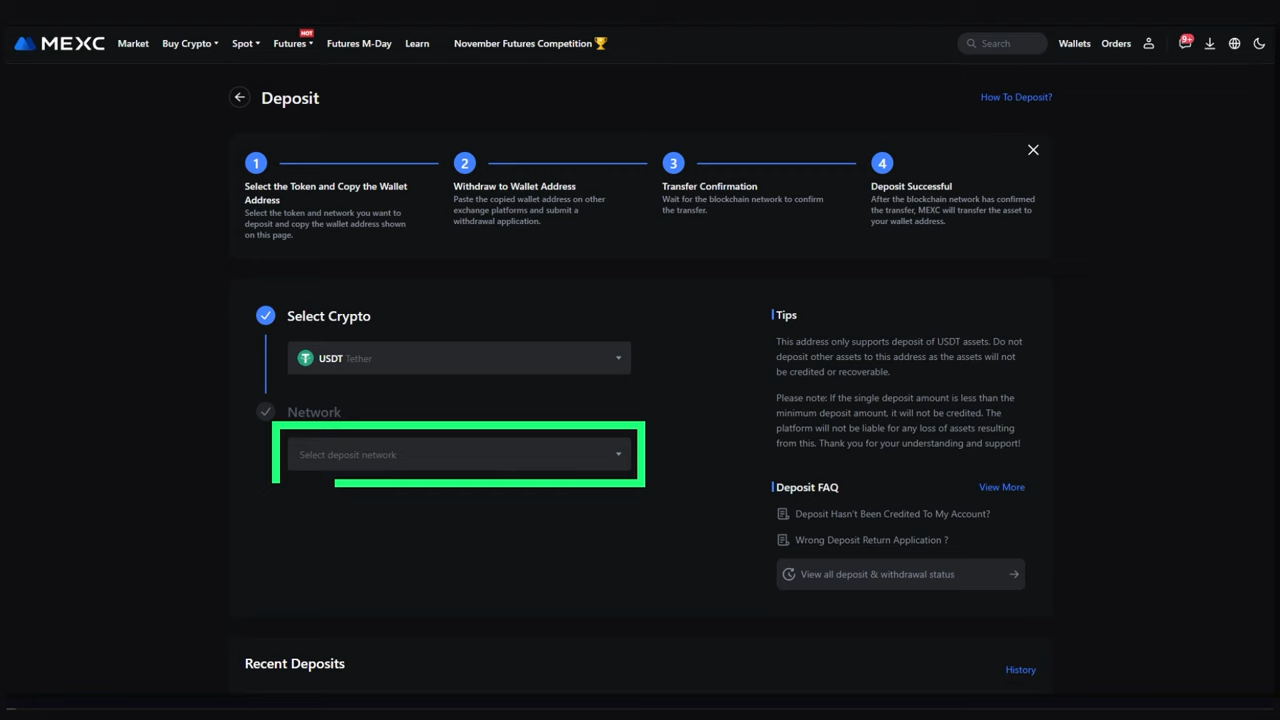 MEXC Market Buy Crypto Spot Futures HOT Futures M-Day Learn November Futures Competition Search Wallets Orders 9+
Deposit
How To Deposit?
1 2 3 4
Select the Token and Copy the Wallet
Address
Select the token and network you want to
deposit and copy the wallet address shown
on this page.
Withdraw to Wallet Address
Paste the copied wallet address on other
exchange platforms and submit a
withdrawal application.
Transfer Confirmation
Wait for the blockchain network to confirm
the transfer.
Deposit Successful
After the blockchain network has confirmed
the transfer, MEXC will transfer the asset to
your wallet address.
Select Crypto
USDT Tether
Network
Select deposit network
Tips
This address only supports deposit of USDT assets. Do not
deposit other assets to this address as the assets will not
be credited or recoverable.
Please note: If the single deposit amount is less than the
minimum deposit amount, it will not be credited. The
platform will not be liable for any loss of assets resulting
from this. Thank you for your understanding and support!
Deposit FAQ
View More
Deposit Hasn't Been Credited To My Account?
Wrong Deposit Return Application ?
View all deposit & withdrawal status
Recent Deposits
History